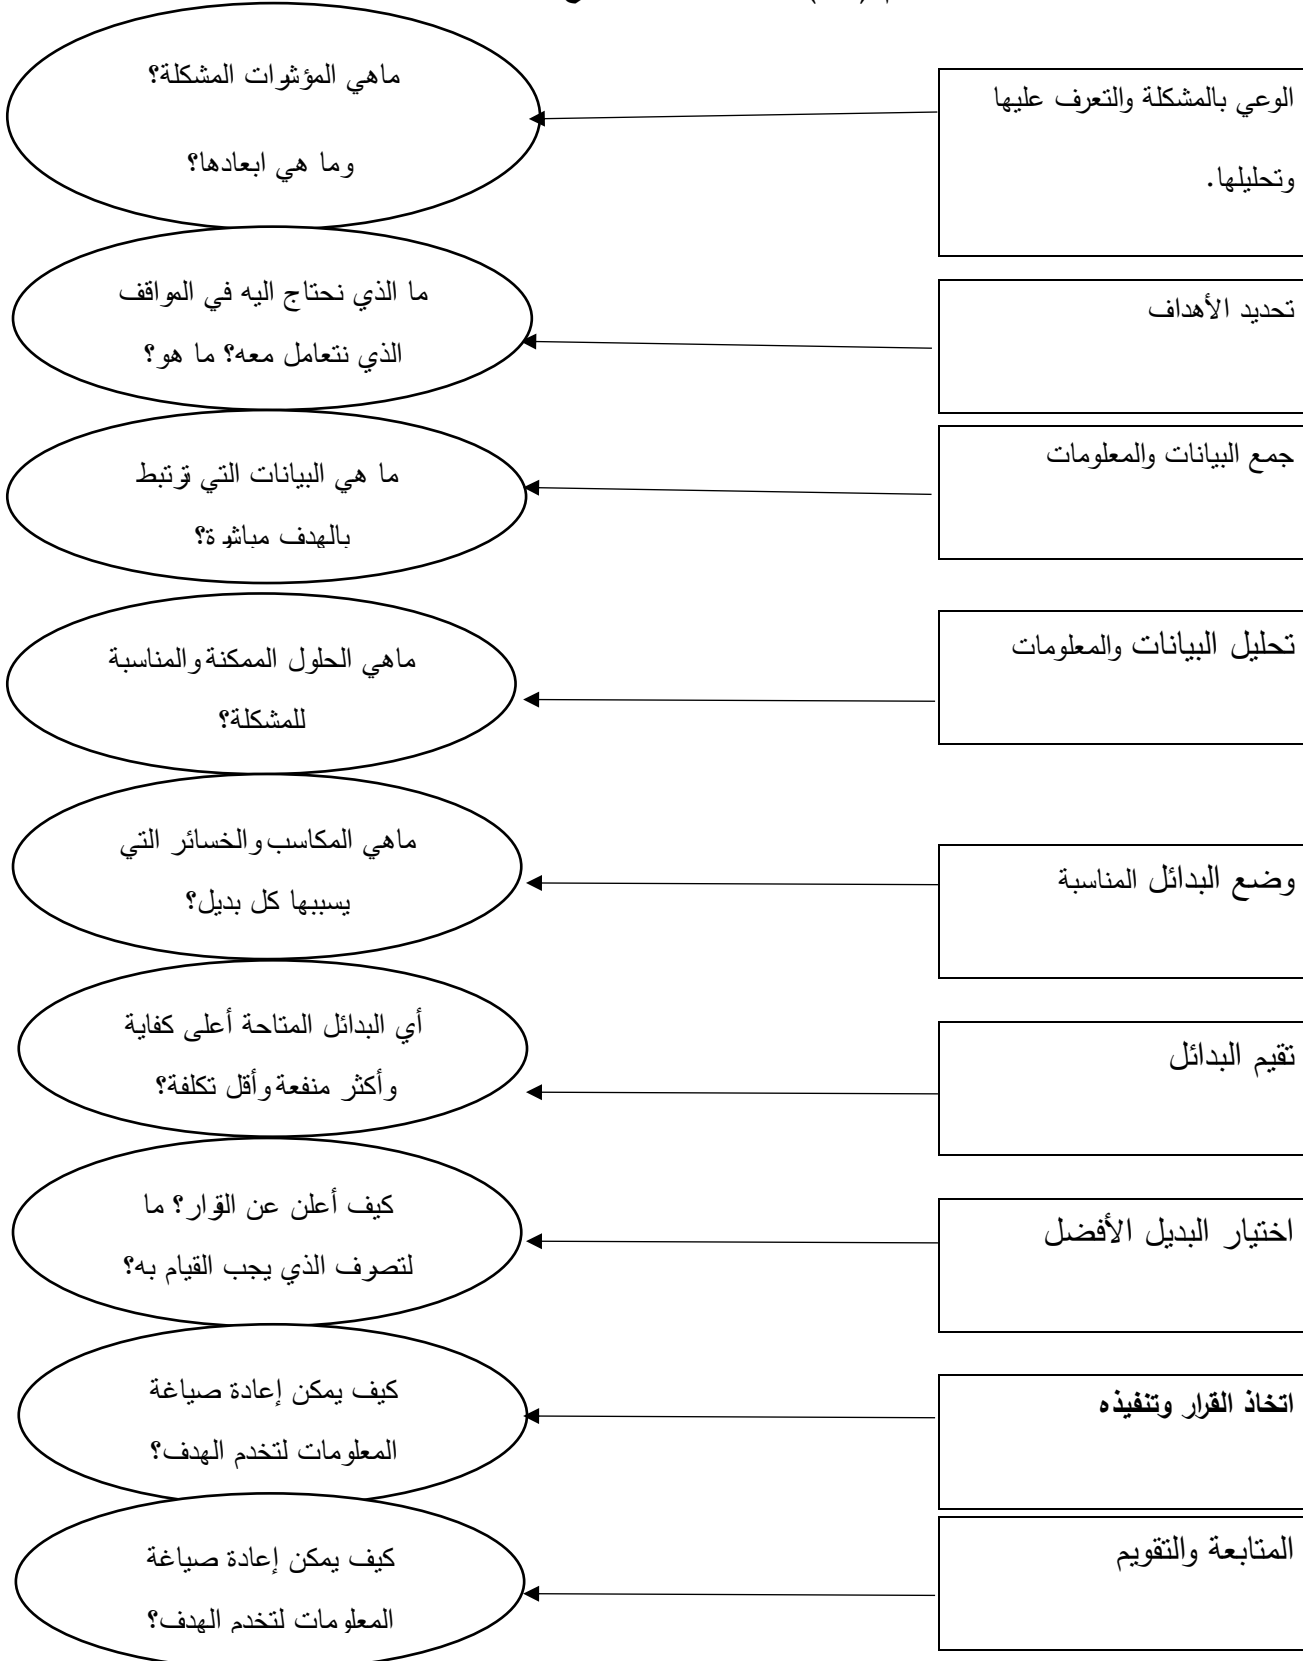 الوعي بالمشكلة والتعرف عليها
وتحليلها.
ماهي المؤثرات المشكلة؟
وما هي ابعادها؟
تحديد الأهداف
ما الذي نحتاج اليه في المواقف
الذي نتعامل معه؟ ما هو؟
جمع البيانات والمعلومات
ما هي البيانات التي ترتبط
بالهدف مباشرة؟
تحليل البيانات والمعلومات
ماهي الحلول الممكنة والمناسبة
للمشكلة؟
وضع البدائل المناسبة
ماهي المكاسب والخسائر التي
يسببها كل بديل؟
تقيم البدائل
أي البدائل المتاحة أعلى كفاية
وأكثر منفعة وأقل تكلفة؟
اختيار البديل الأفضل
كيف أعلن عن القرار؟ ما
لتصرف الذي يجب القيام به؟
اتخاذ القرار وتنفيذه
كيف يمكن إعادة صياغة
المعلومات لتخدم الهدف؟
المتابعة والتقويم
كيف يمكن إعادة صياغة
المعلومات لتخدم الهدف؟